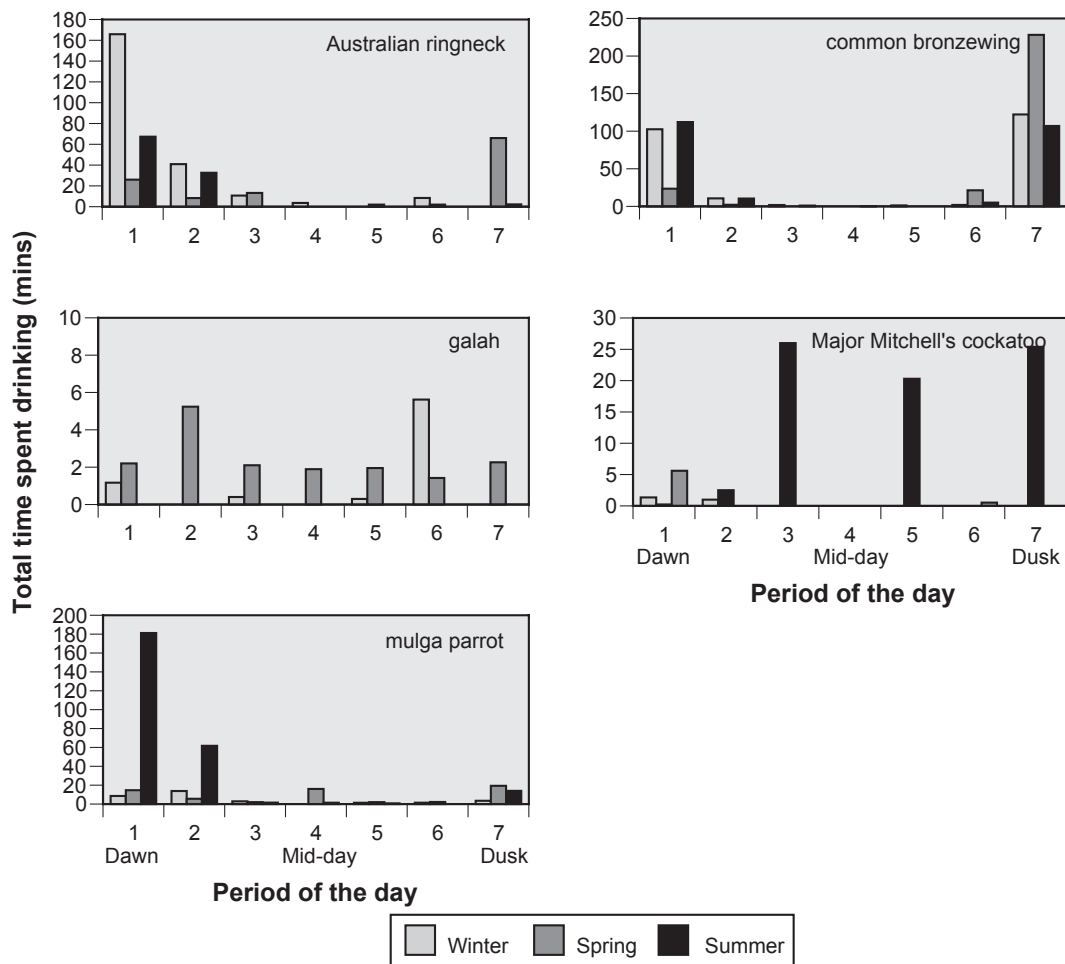 Total time spent drinking (mins)
180
160
140
120
100
80
60
40
20
0
Australian ringneck
1 2 3 4 5 6 7
250
200
150
100
50
0
common bronzewing
1 2 3 4 5 6 7
10
8
6
4
2
0
galah
1 2 3 4 5 6 7
30
25
20
15
10
5
0
Major Mitchell's cockatoo
1 2 3 4 5 6 7
Dawn Mid-day Dusk
Period of the day
200
180
160
140
120
100
80
60
40
20
0
mulga parrot
1 2 3 4 5 6 7
Dawn Mid-day Dusk
Period of the day
Winter Spring Summer